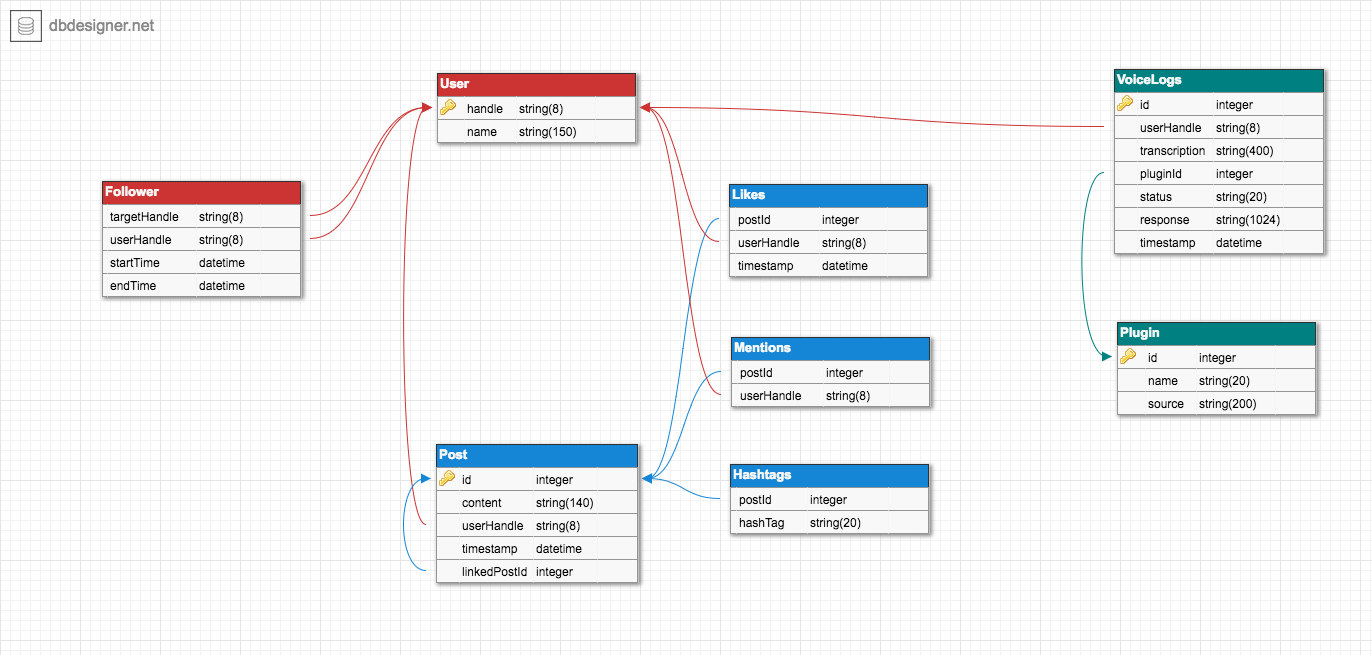 dbdesigner.net
User
handle string(8)
name string(150)
Follower
targetHandle string(8)
userHandle string(8)
startTime datetime
endTime datetime
Post
id integer
content string(140)
userHandle string(8)
timestamp datetime
linkedPostId integer
Likes
postId integer
userHandle string(8)
timestamp datetime
Mentions
postId integer
userHandle string(8)
Hashtags
postId integer
hashTag string(20)
VoiceLogs
id integer
userHandle string(8)
transcription string(400)
pluginId integer
status string(20)
response string(1024)
timestamp datetime
Plugin
id integer
name string(20)
source string(200)